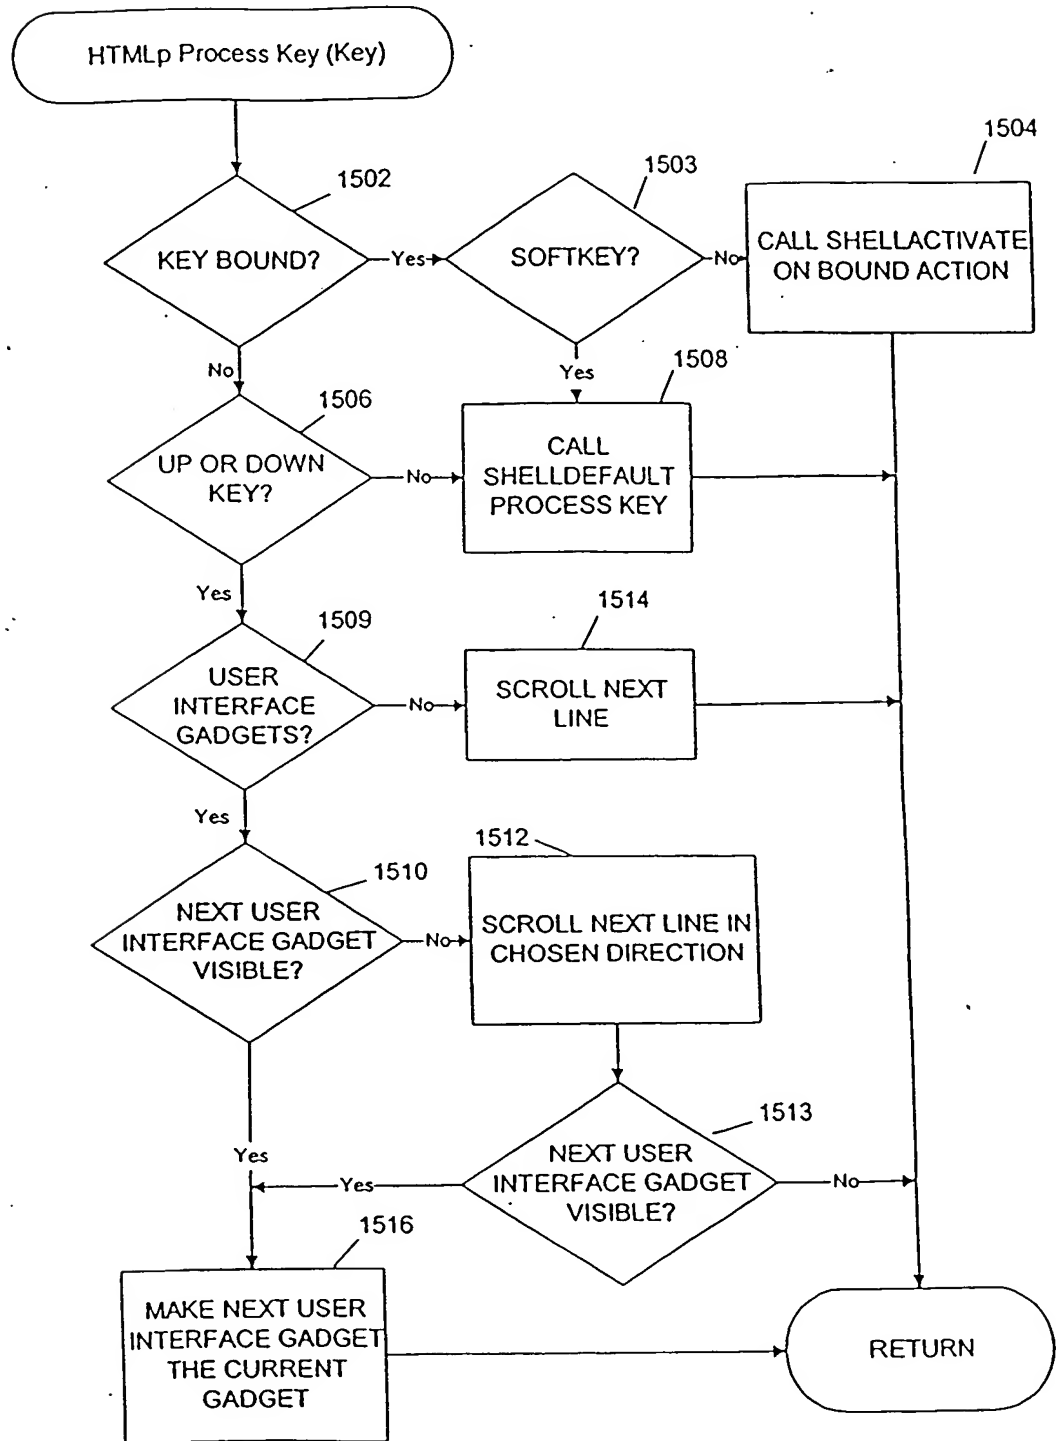 HTMLp Process Key (Key)
1502
KEY BOUND?
Yes
1503
SOFTKEY?
No
1504
CALL SHELLACTIVATE
ON BOUND ACTION
No
Yes
1506
UP OR DOWN
KEY?
No
1508
CALL
SHELLDEFAULT
PROCESS KEY
Yes
1509
USER
INTERFACE
GADGETS?
No
1514
SCROLL NEXT
LINE
Yes
1510
NEXT USER
INTERFACE GADGET
VISIBLE?
No
1512
SCROLL NEXT LINE IN
CHOSEN DIRECTION
1513
NEXT USER
INTERFACE GADGET
VISIBLE?
Yes
Yes
No
1516
MAKE NEXT USER
INTERFACE GADGET
THE CURRENT
GADGET
RETURN